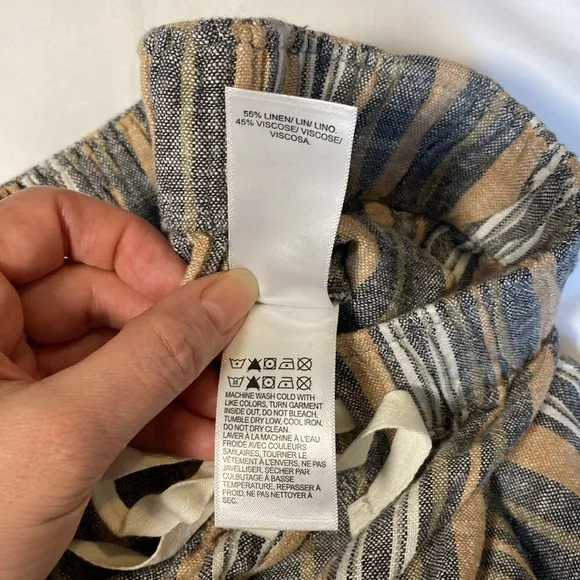 55% LINEN/ LIN/ LINO.
45% VISCOSE/ VISCOSE/
VISCOSA.
30
MACHINE WASH COLD WITH
LIKE COLORS, TURN GARMENT
INSIDE OUT, DO NOT BLEACH,
TUMBLE DRY LOW, COOL IRON,
DO NOT DRY CLEAN.
LAVER À LA MACHINE À L'EAU
FROIDE AVEC COULEURS
SIMILAIRES, TOURNER LE
VÊTEMENT À L'ENVERS, NE PAS
JAVELLISER, SÉCHER PAR
CULBUTAGE À BASSE
TEMPÉRATURE, REPASSER À
FROID, NE PAS NETTOYER À
SEC.